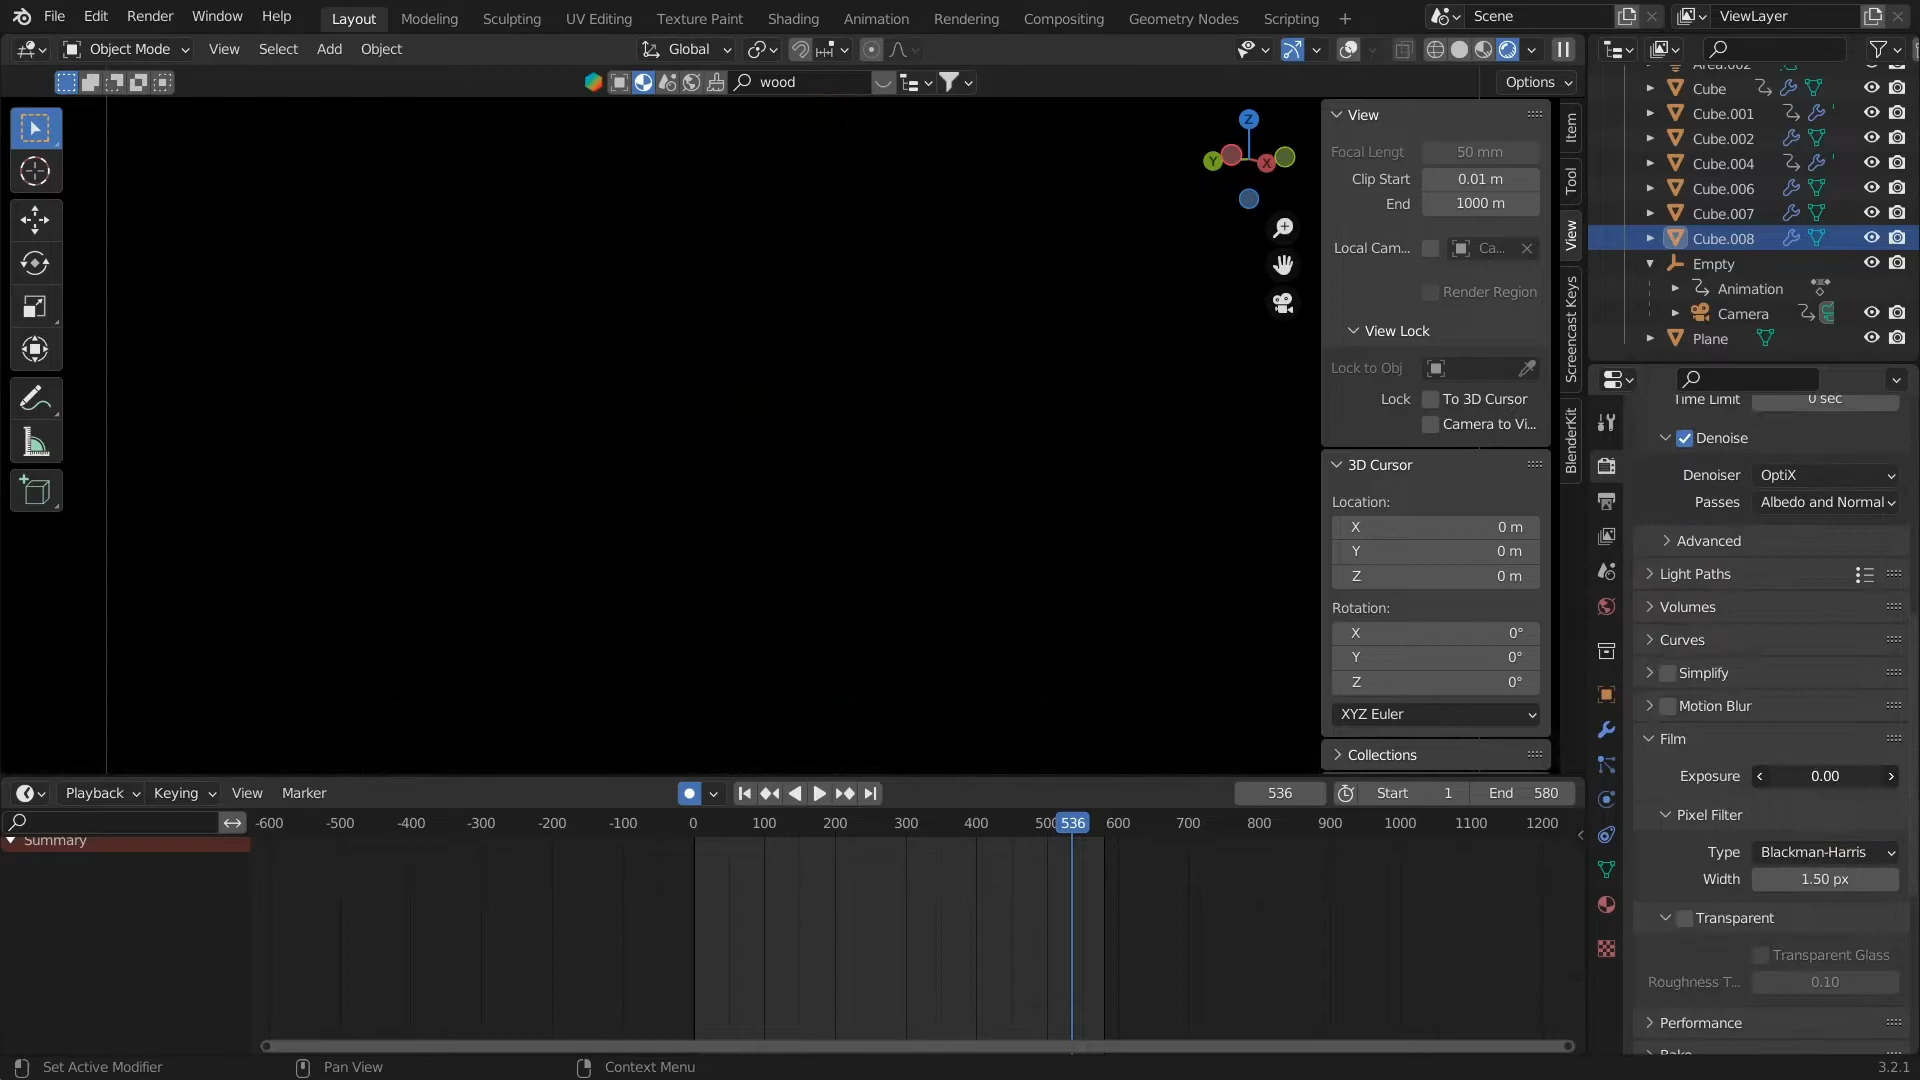 File Edit Render Window Help Layout Modeling Sculpting UV Editing Texture Paint Shading Animation Rendering Compositing Geometry Nodes Scripting + Scene ViewLayer
Object Mode View Select Add Object Global
wood Options
View
Focal Lengt 50 mm
Clip Start 0.01 m
End 1000 m
Local Cam... Ca...
Render Region
View Lock
Lock to Obj
Lock To 3D Cursor
Camera to Vi...
3D Cursor
Location:
X 0 m
Y 0 m
Z 0 m
Rotation:
X 0°
Y 0°
Z 0°
XYZ Euler
Collections
Item
Tool
View
Screencast Keys
BlenderKit
Z
Y
X
Area.002
Cube
Cube.001
Cube.002
Cube.004
Cube.006
Cube.007
Cube.008
Empty
Animation
Camera
Plane
Time Limit 0 sec
Denoise
Denoiser OptiX
Passes Albedo and Normal
Advanced
Light Paths
Volumes
Curves
Simplify
Motion Blur
Film
Exposure 0.00
Pixel Filter
Type Blackman-Harris
Width 1.50 px
Transparent
Transparent Glass
Roughness T... 0.10
Performance
Bake
Playback Keying View Marker 536 Start 1 End 580
-600 -500 -400 -300 -200 -100 0 100 200 300 400 500 536 600 700 800 900 1000 1100 1200
Summary
Set Active Modifier Pan View Context Menu 3.2.1